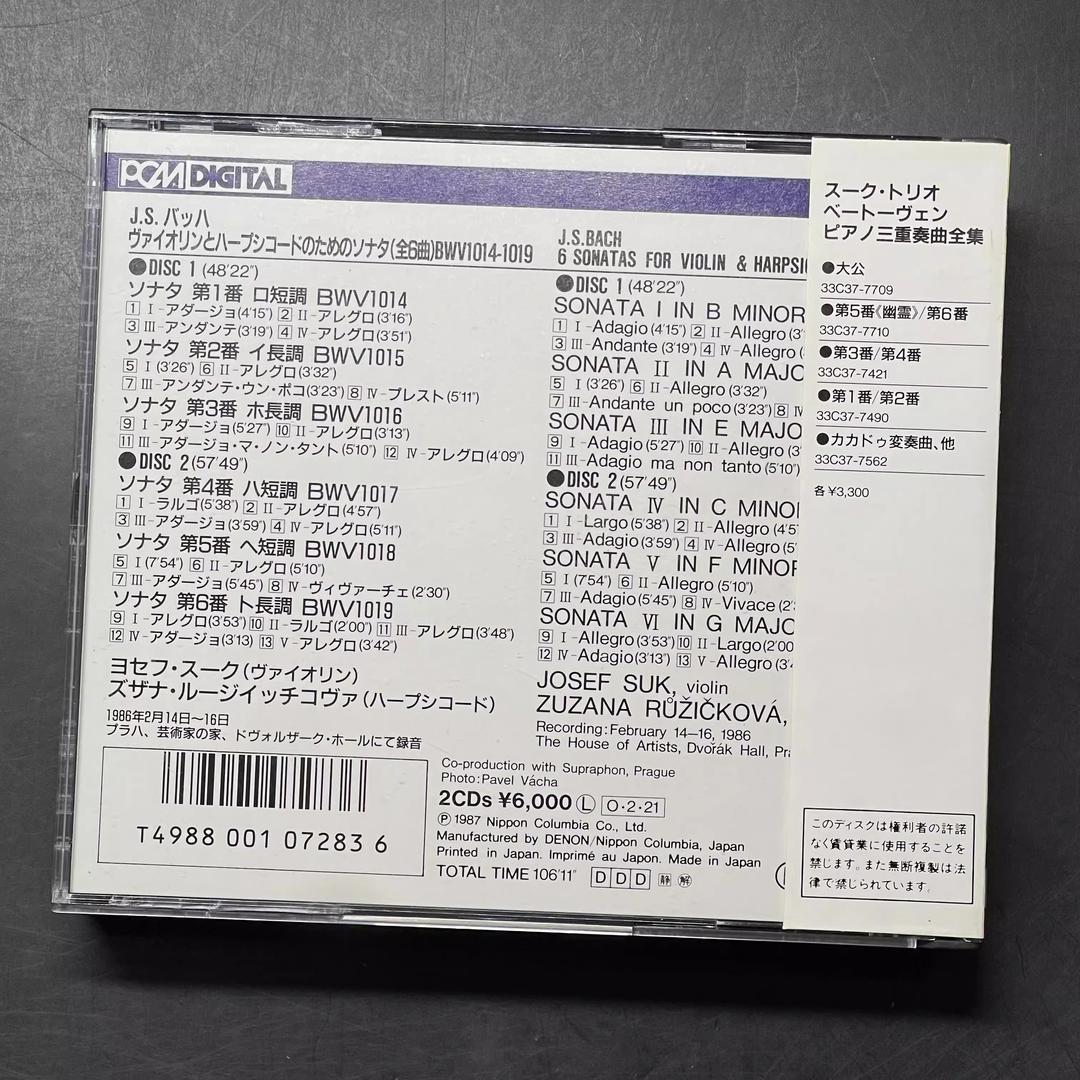 PCM DIGITAL
J.S. バッハ
ヴァイオリンとハープシコードのためのソナタ(全6曲)BWV1014-1019
●DISC 1 (48'22")
ソナタ 第1番 ロ短調 BWV1014
1 I-アダージョ(4'15") 2 II-アレグロ(3'16")
3 III-アンダンテ(3'19") 4 IV-アレグロ(3'51")
ソナタ 第2番 イ長調 BWV1015
5 I (3'26") 6 II-アレグロ(3'32")
7 III-アンダンテ・ウン・ポコ(3'23") 8 IV-プレスト(5'11")
ソナタ 第3番 ホ長調 BWV1016
9 I-アダージョ(5'27") 10 II-アレグロ(3'13")
11 III-アダージョ・マ・ノン・タント(5'10") 12 IV-アレグロ(4'09")
●DISC 2 (57'49")
ソナタ 第4番 ハ短調 BWV1017
1 I-ラルゴ(5'38") 2 II-アレグロ(4'57")
3 III-アダージョ(3'59") 4 IV-アレグロ(5'11")
ソナタ 第5番 ヘ短調 BWV1018
5 I (7'54") 6 II-アレグロ(5'10")
7 III-アダージョ(5'45") 8 IV-ヴィヴァーチェ(2'30")
ソナタ 第6番 ト長調 BWV1019
9 I-アレグロ(3'53") 10 II-ラルゴ(2'00") 11 III-アレグロ(3'48")
12 IV-アダージョ(3'13) 13 V-アレグロ(3'42")
ヨセフ・スーク(ヴァイオリン)
ズザナ・ルージイッチコヴァ(ハープシコード)
1986年2月14日〜16日
プラハ、芸術家の家、ドヴォルザーク・ホールにて録音
T4988 001 07283 6
J.S.BACH
6 SONATAS FOR VIOLIN & HARPSI
●DISC 1 (48'22")
SONATA I IN B MINOR
1 I-Adagio(4'15") 2 II-Allegro(3'
3 III-Andante (3'19") 4 IV-Allegro(
SONATA II IN A MAJO
5 I (3'26") 6 II-Allegro(3'32")
7 III-Andante un poco(3'23") 8 IV
SONATA III IN E MAJO
9 I-Adagio(5'27") 10 II-Allegro(
11 III-Adagio ma non tanto(5'10")
●DISC 2 (57'49")
SONATA IV IN C MINO
1 I-Largo(5'38") 2 II-Allegro(4'57
3 III-Adagio(3'59") 4 IV-Allegro(5
SONATA V IN F MINOR
5 I (7'54") 6 II-Allegro(5'10")
7 III-Adagio(5'45") 8 IV-Vivace(2'
SONATA VI IN G MAJO
9 I-Allegro(3'53") 10 II-Largo(2'00
12 IV-Adagio(3'13") 13 V-Allegro(3'4
JOSEF SUK, violin
ZUZANA RŮŽIČKOVÁ,
Recording: February 14–16, 1986
The House of Artists, Dvořák Hall, Pra
Co-production with Supraphon, Prague
Photo: Pavel Vácha
2CDs ¥6,000 Ⓛ O・2・21
Ⓟ 1987 Nippon Columbia Co., Ltd.
Manufactured by DENON/Nippon Columbia, Japan
Printed in Japan. Imprimé au Japon. Made in Japan
TOTAL TIME 106'11" DDD 静 解
スーク・トリオ
ベートーヴェン
ピアノ三重奏曲全集
●大公
33C37-7709
●第5番《幽霊》/第6番
33C37-7710
●第3番/第4番
33C37-7421
●第1番/第2番
33C37-7490
●カカドゥ変奏曲、他
33C37-7562
各¥3,300
このディスクは権利者の許諾
なく賃貸業に使用することを
禁じます。また無断複製は法
律で禁じられています。